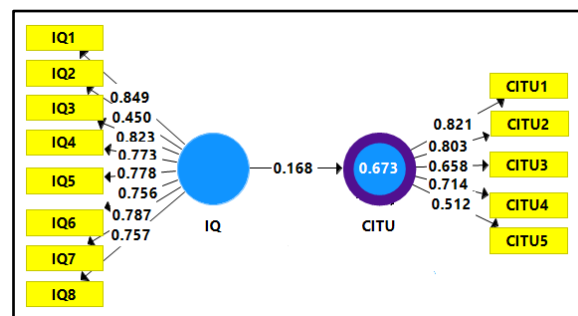 IQ1
IQ2
IQ3
IQ4
IQ5
IQ6
IQ7
IQ8
0.849
0.450
0.823
0.773
0.778
0.756
0.787
0.757
IQ
0.168
0.673
CITU
0.821
0.803
0.658
0.714
0.512
CITU1
CITU2
CITU3
CITU4
CITU5